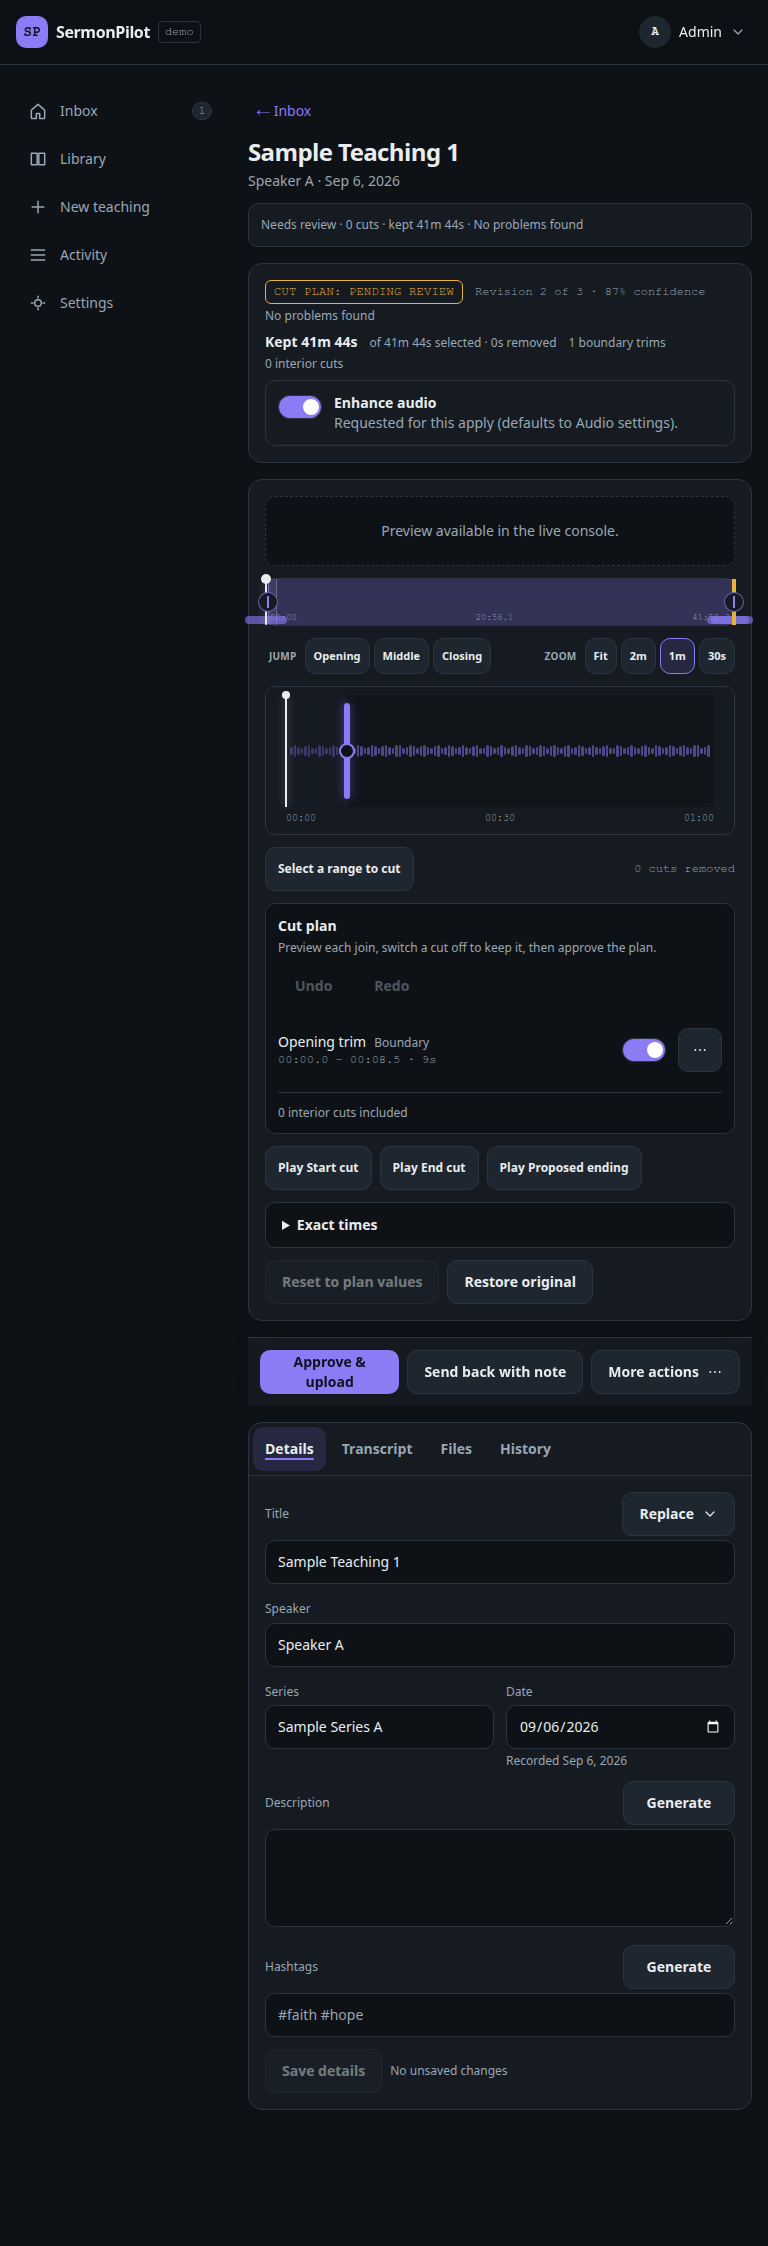 SP SermonPilot demo
A Admin
Inbox 1
Library
New teaching
Activity
Settings
← Inbox
Sample Teaching 1
Speaker A · Sep 6, 2026
Needs review · 0 cuts · kept 41m 44s · No problems found
CUT PLAN: PENDING REVIEW Revision 2 of 3 · 87% confidence
No problems found
Kept 41m 44s of 41m 44s selected · 0s removed 1 boundary trims
0 interior cuts
Enhance audio
Requested for this apply (defaults to Audio settings).
Preview available in the live console.
20:56.1
JUMP Opening Middle Closing ZOOM Fit 2m 1m 30s
00:00 00:30 01:00
Select a range to cut 0 cuts removed
Cut plan
Preview each join, switch a cut off to keep it, then approve the plan.
Undo Redo
Opening trim Boundary
00:00.0 – 00:08.5 · 9s
...
0 interior cuts included
Play Start cut Play End cut Play Proposed ending
▶ Exact times
Reset to plan values Restore original
Approve &
upload
Send back with note More actions ...
Details Transcript Files History
Title Replace
Sample Teaching 1
Speaker
Speaker A
Series Date
Sample Series A 09/06/2026
Recorded Sep 6, 2026
Description Generate
Hashtags Generate
#faith #hope
Save details No unsaved changes